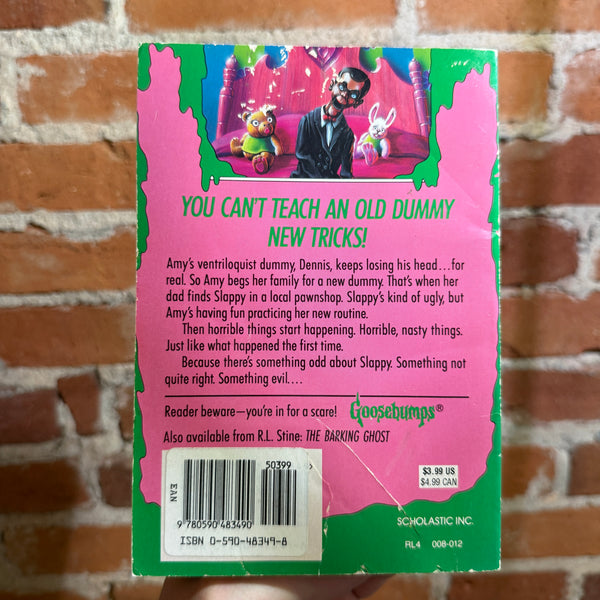 YOU CAN'T TEACH AN OLD DUMMY
NEW TRICKS!
Amy's ventriloquist dummy, Dennis, keeps losing his head...for
real. So Amy begs her family for a new dummy. That's when her
dad finds Slappy in a local pawnshop. Slappy's kind of ugly, but
Amy's having fun practicing her new routine.
Then horrible things start happening. Horrible, nasty things.
Just like what happened the first time.
Because there's something odd about Slappy. Something not
quite right. Something evil....
Reader beware—you're in for a scare! Goosebumps®
Also available from R.L. Stine: THE BARKING GHOST
50399
EAN
9 780590 483490
ISBN 0-590-48349-8
$3.99 US
$4.99 CAN
SCHOLASTIC INC.
RL4 008-012